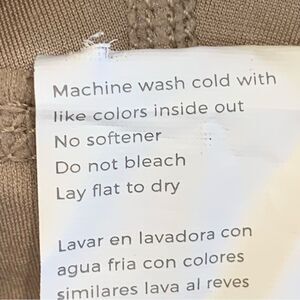 Machine wash cold with
like colors inside out
No softener
Do not bleach
Lay flat to dry
Lavar en lavadora con
agua fria con colores
similares lava al reves